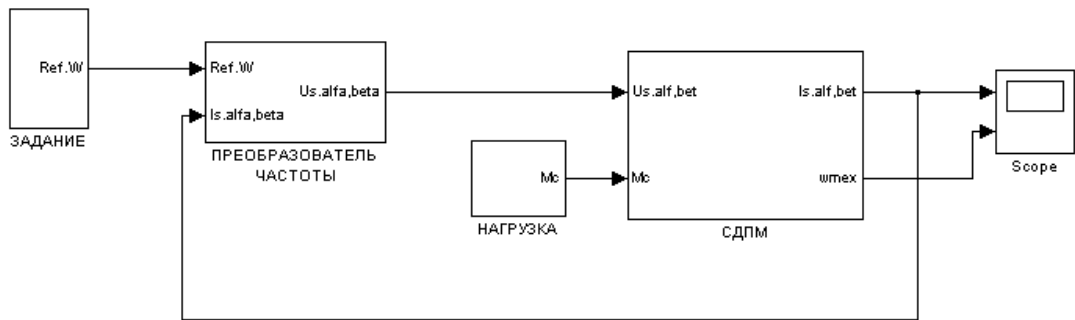 Ref.W
ЗАДАНИЕ
Ref.W
Us.alfa,beta
Is.alfa,beta
ПРЕОБРАЗОВАТЕЛЬ
ЧАСТОТЫ
Mc
НАГРУЗКА
Us.alf,bet
Is.alf,bet
Mc
wmex
СДПМ
Scope